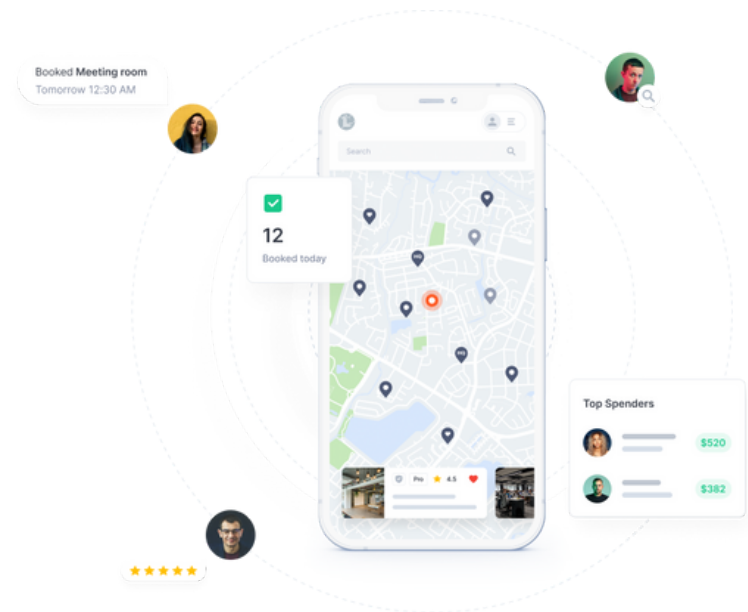 Booked Meeting room
Tomorrow 12:30 AM
Search
12
Booked today
Top Spenders
$520
$382
Pro
4.5